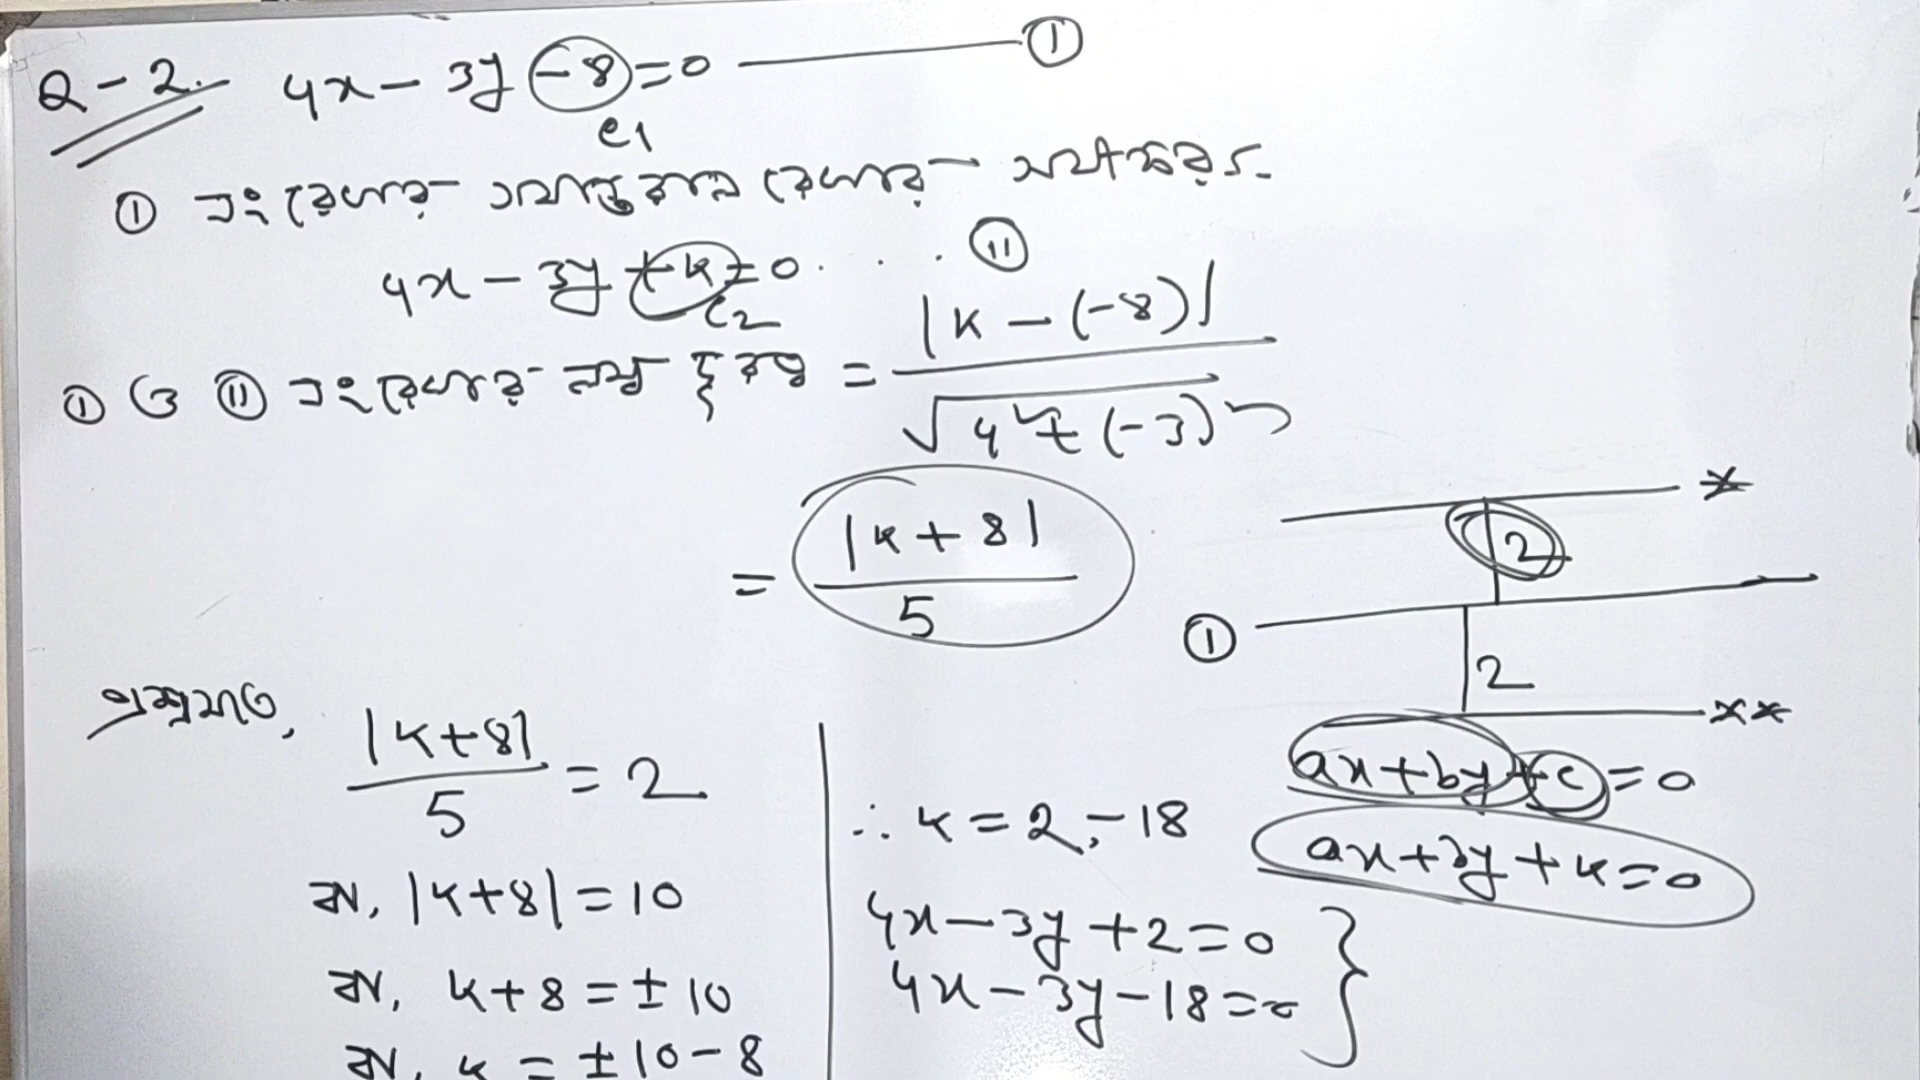 Q-2. 4x - 3y - 8 = 0 ——— ①
c1
① নং রেখার সমান্তরাল রেখার সমীকরণ-
4x - 3y + k = 0 . . . ⑪
c2
① ও ⑪ নং রেখার লম্ব দূরত্ব = |k - (-8)| / √4² + (-3)²
= |k + 8| / 5
2
①
2
*
**
প্রশ্নমতে,
|k+8| / 5 = 2
বা, |k+8| = 10
বা, k+8 = ±10
বা, k = ±10-8
∴ k = 2, -18
4x - 3y + 2 = 0
4x - 3y - 18 = 0 }
ax + by + c = 0
ax + by + k = 0